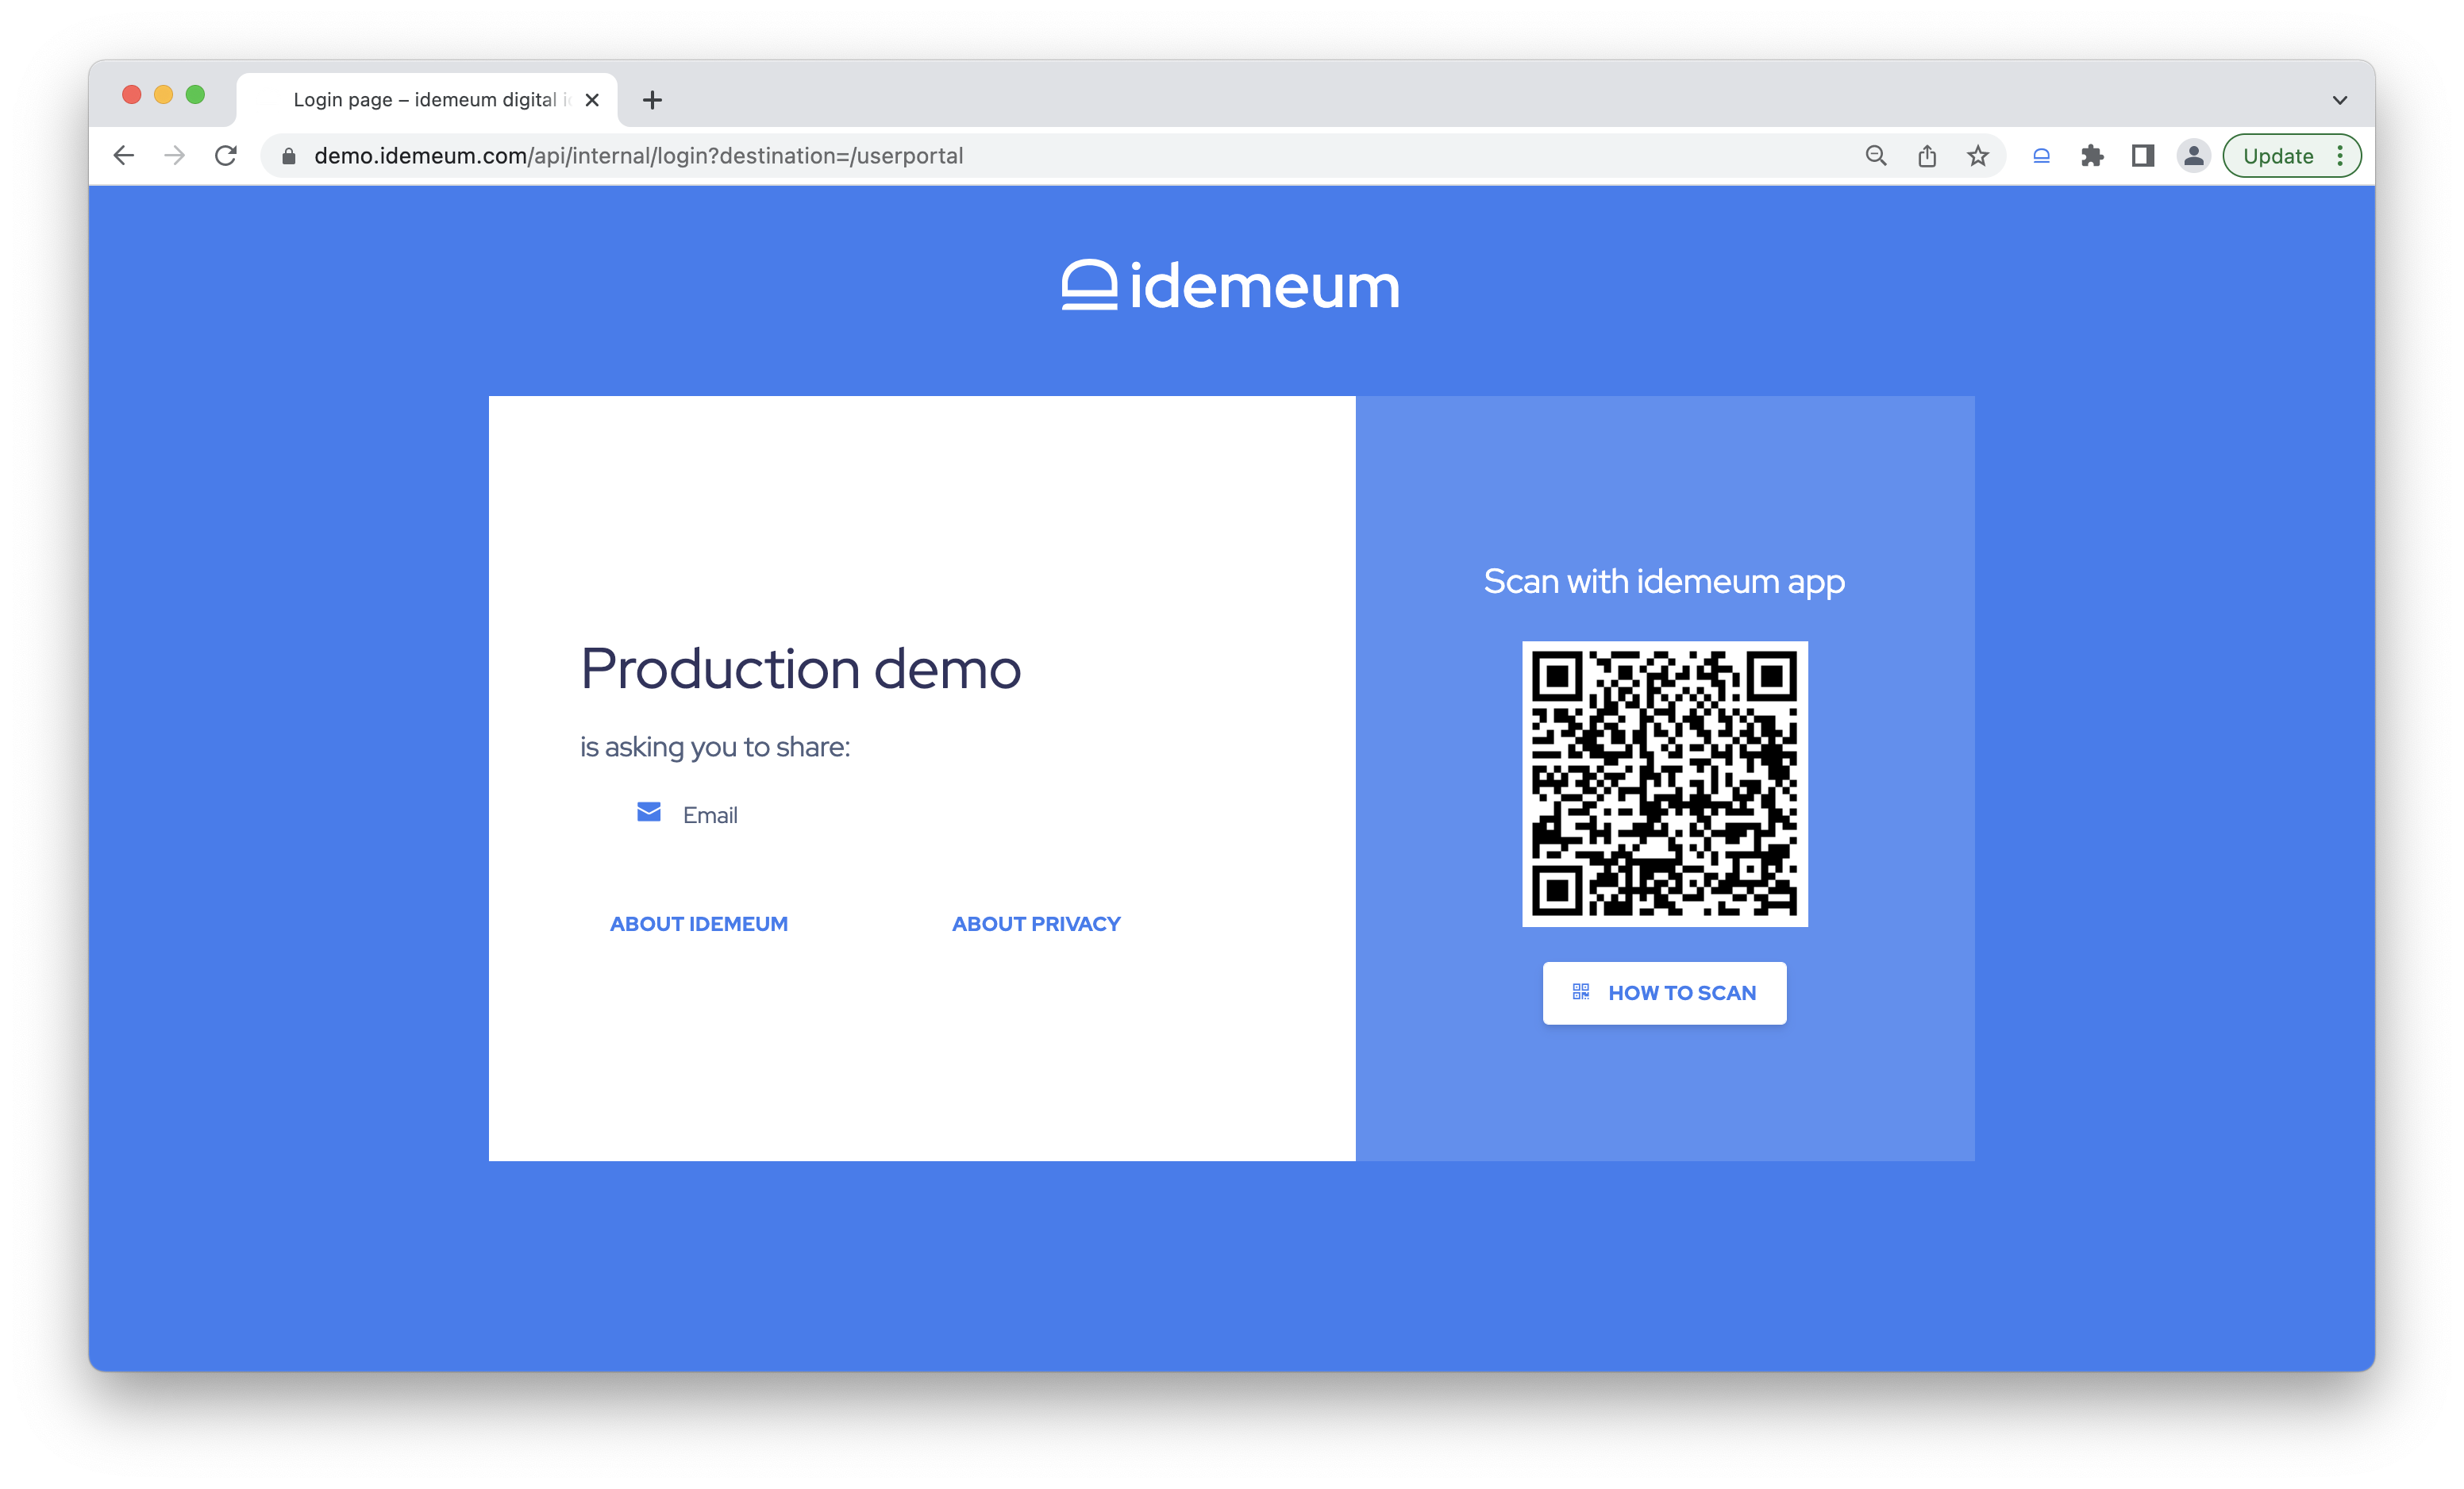 Login page – idemeum digital
demo.idemeum.com/api/internal/login?destination=/userportal
Update
idemeum
Production demo
is asking you to share:
Email
ABOUT IDEMEUM
ABOUT PRIVACY
Scan with idemeum app
HOW TO SCAN